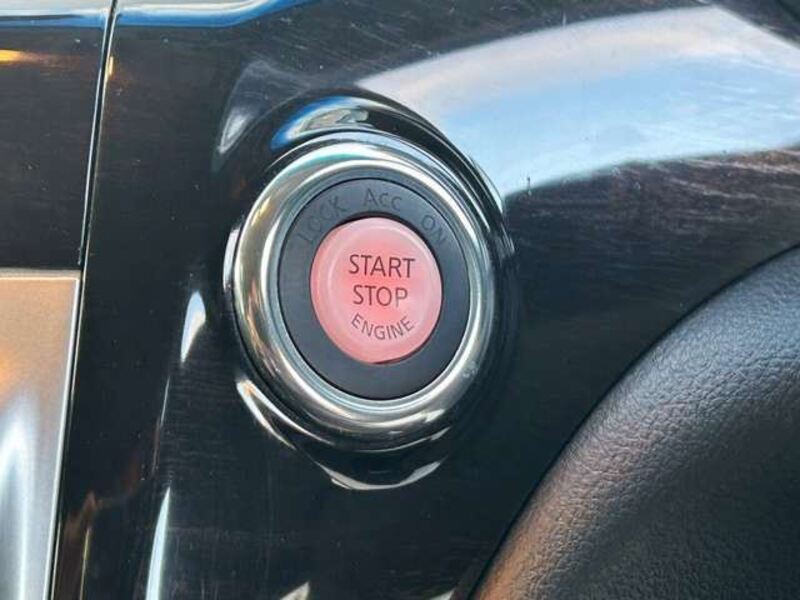 LOCK ACC ON
START
STOP
ENGINE